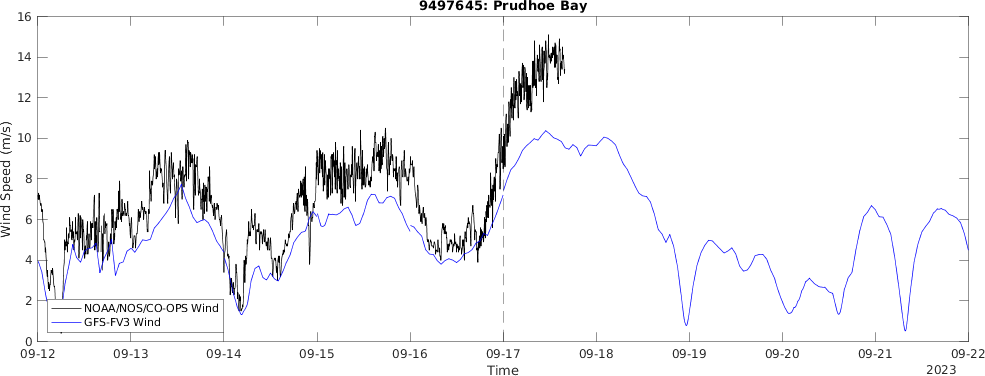 9497645: Prudhoe Bay
16
14
12
10
8
6
4
2
0
Wind Speed (m/s)
NOAA/NOS/CO-OPS Wind
GFS-FV3 Wind
09-12 09-13 09-14 09-15 09-16 09-17 09-18 09-19 09-20 09-21 09-22
Time
2023